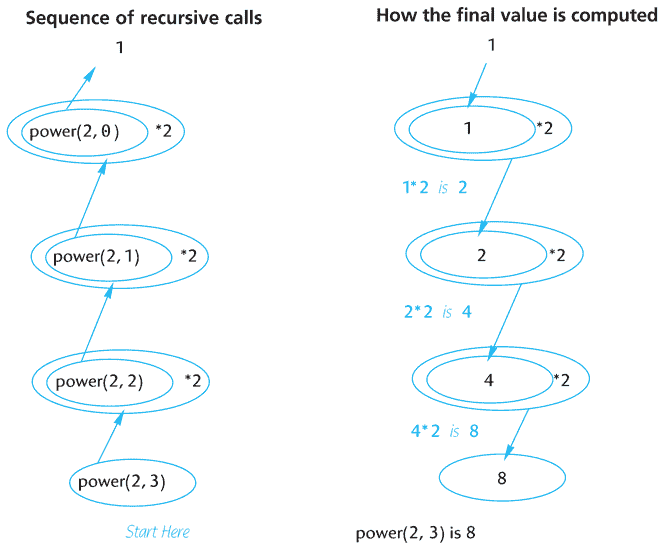 Sequence of recursive calls
1
power(2, 0) *2
power(2, 1) *2
power(2, 2) *2
power(2, 3)
Start Here
How the final value is computed
1
1 *2
1*2 is 2
2 *2
2*2 is 4
4 *2
4*2 is 8
8
power(2, 3) is 8